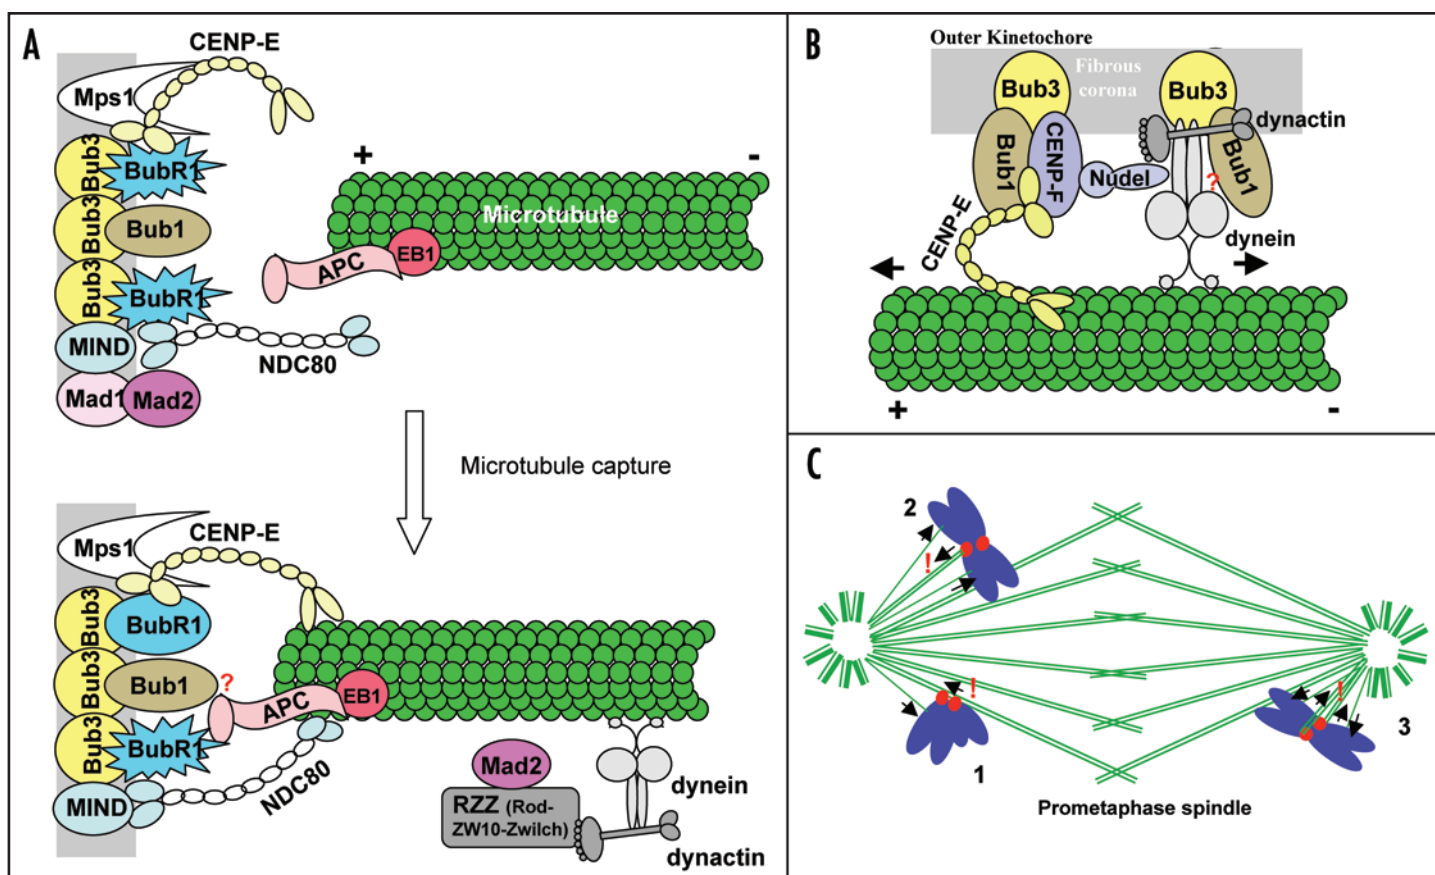 A
CENP-E
Mps1
Bub3
BubR1
Bub3
Bub1
Bub3
BubR1
MIND
Mad1
Mad2
NDC80
+
-
Microtubule
APC
EB1
Microtubule capture
CENP-E
Mps1
Bub3
BubR1
Bub3
Bub1
?
Bub3
BubR1
MIND
APC
EB1
NDC80
Mad2
RZZ (Rod-
ZW10-Zwilch)
dynein
dynactin
B
Outer Kinetochore
Fibrous
corona
Bub3
Bub3
dynactin
Bub1
CENP-F
Nudel
?
Bub1
CENP-E
dynein
+
-
C
2
!
1
!
3
!
Prometaphase spindle